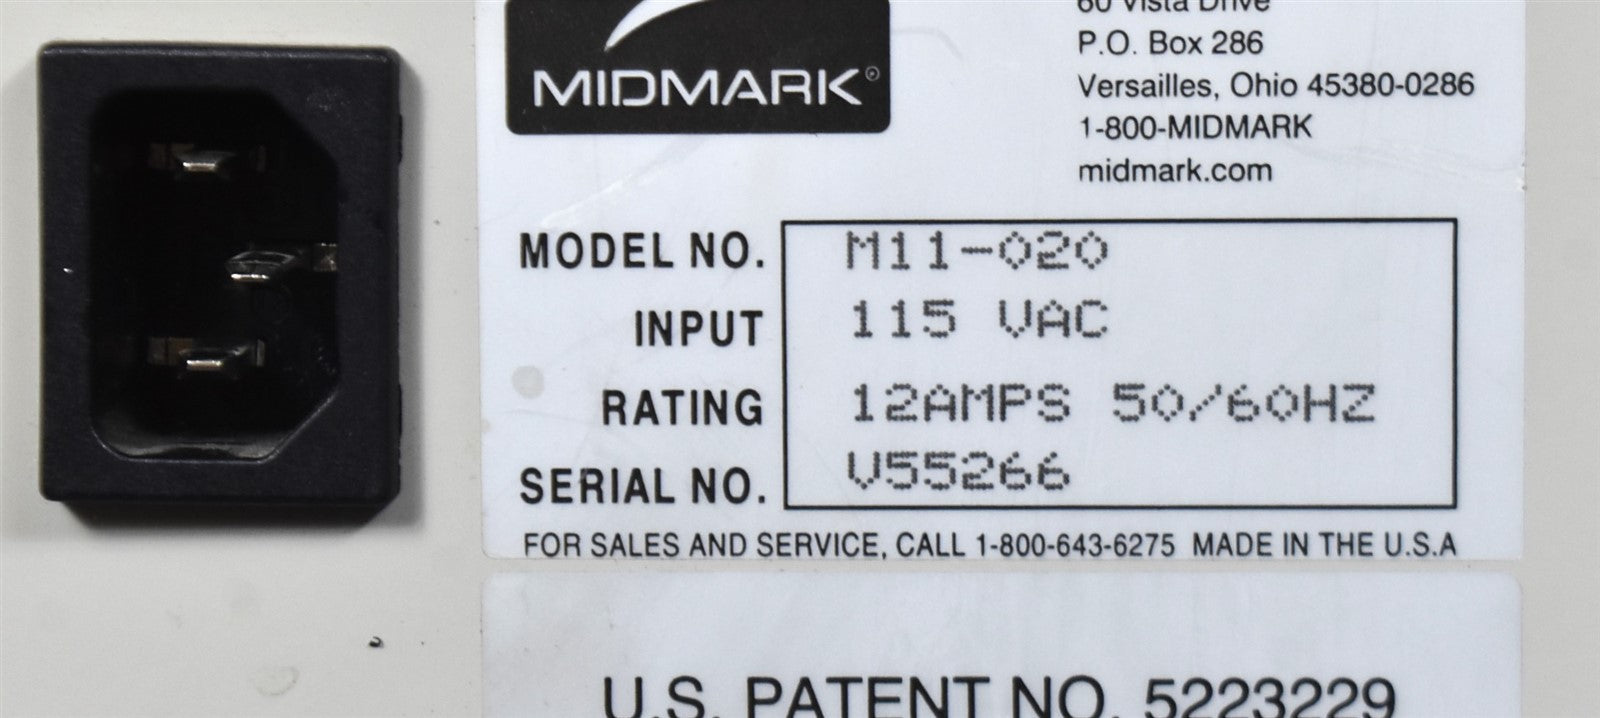 MIDMARK®
60 Vista Drive
P.O. Box 286
Versailles, Ohio 45380-0286
1-800-MIDMARK
midmark.com
MODEL NO. M11-020
INPUT 115 VAC
RATING 12AMPS 50/60HZ
SERIAL NO. V55266
FOR SALES AND SERVICE, CALL 1-800-643-6275 MADE IN THE U.S.A
U.S. PATENT NO. 5223229